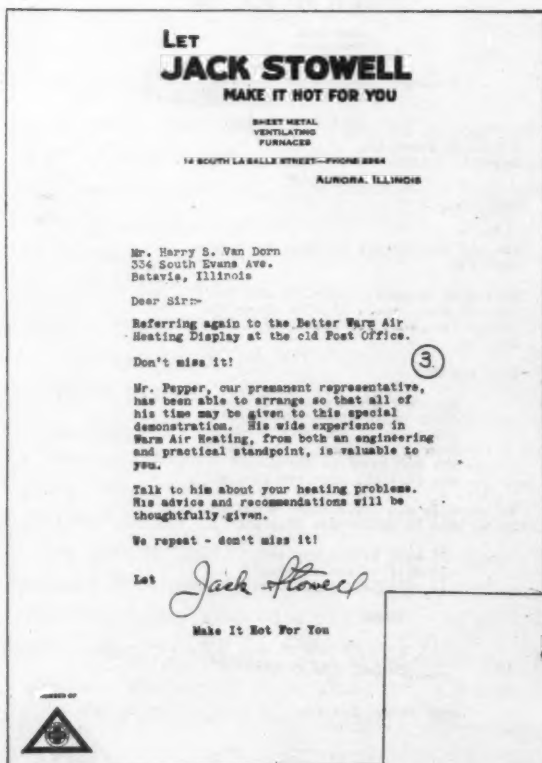 LET
JACK STOWELL
MAKE IT HOT FOR YOU
SHEET METAL
VENTILATING
FURNACES
14 SOUTH LA SALLE STREET—PHONE
AURORA, ILLINOIS
Mr. Harry S. Van Dorn
334 South Evans Ave.
Batavia, Illinois
Dear Sir:-
Referring again to the Better Warm Air
Heating Display at the old Post Office.
Don't miss it!
3.
Mr. Pepper, our premanent representative,
has been able to arrange so that all of
his time may be given to this special
demonstration. His wide experience in
Warm Air Heating, from both an engineering
and practical standpoint, is valuable to
you.
Talk to him about your heating problems.
His advice and recommendations will be
thoughtfully given.
We repeat - don't miss it!
Let Jack Stowell
Make It Hot For You
MEMBER OF